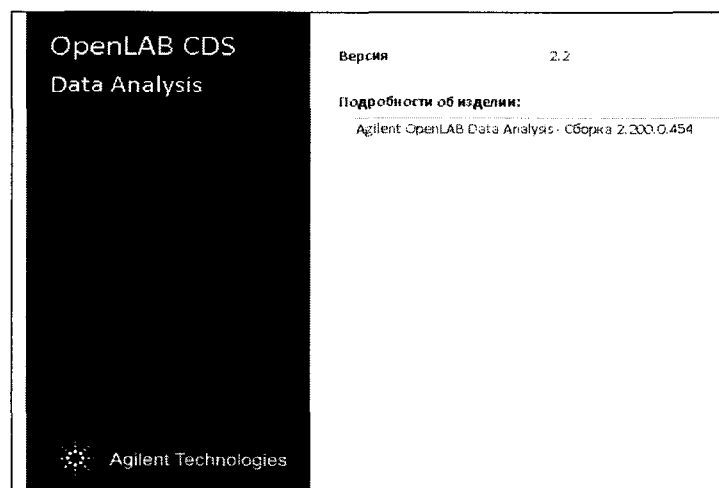 OpenLAB CDS
Data Analysis
Версия 2.2
Подробности об изделии:
Agilent OpenLAB Data Analysis - Сборка 2.200.0.454
Agilent Technologies